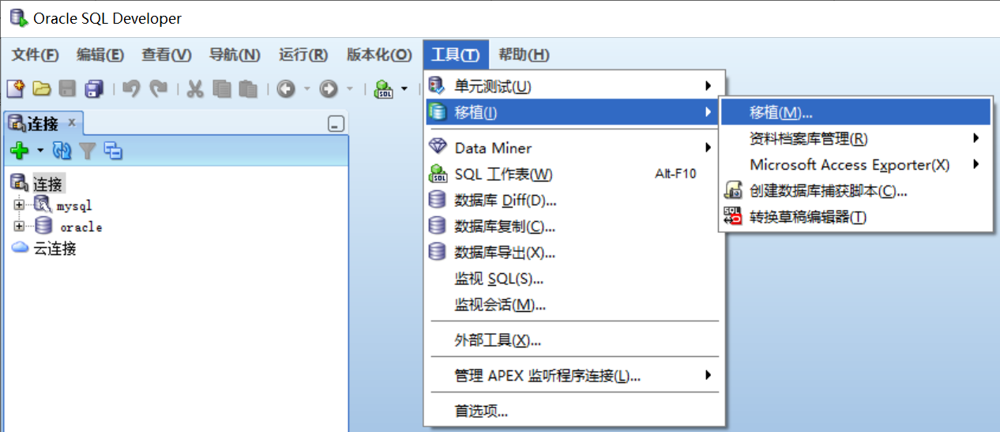 Oracle SQL Developer
文件(F) 编辑(E) 查看(V) 导航(N) 运行(R) 版本化(O) 工具(T) 帮助(H)
SQL
连接
连接
mysql
oracle
云连接
单元测试(U)
移植(I)
Data Miner
SQL 工作表(W) Alt-F10
数据库 Diff(D)...
数据库复制(C)...
数据库导出(X)...
监视 SQL(S)...
监视会话(M)...
外部工具(X)...
管理 APEX 监听程序连接(L)...
首选项...
移植(M)...
资料档案库管理(R)
Microsoft Access Exporter(X)
创建数据库捕获脚本(C)...
转换草稿编辑器(T)